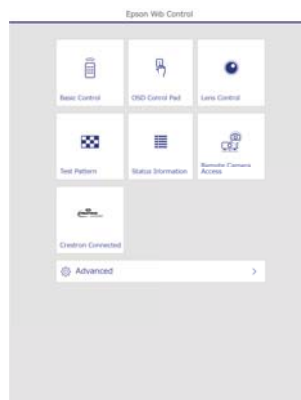 Epson Web Control
Basic Control
OSD Control Pad
Lens Control
Test Pattern
Status Information
Remote Camera
Access
Crestron Connected
Advanced